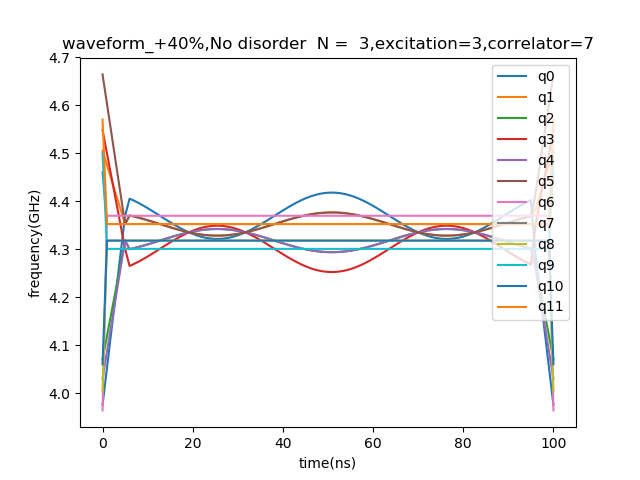 waveform_+40%,No disorder  N =  3,excitation=3,correlator=7
4.7
4.6
4.5
4.4
4.3
4.2
4.1
4.0
frequency(GHz)
0
20
40
60
80
100
time(ns)
q0
q1
q2
q3
q4
q5
q6
q7
q8
q9
q10
q11